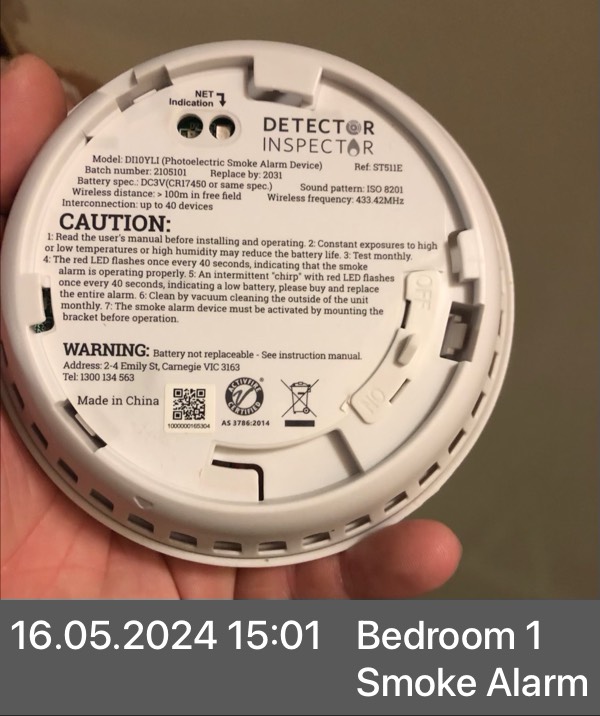 NET
Indication
DETECTOR
INSPECTOR
Model: DI10YLI (Photoelectric Smoke Alarm Device) Ref: ST511E
Batch number: 2105101 Replace by: 2031
Battery spec.: DC3V(CR17450 or same spec.) Sound pattern: ISO 8201
Wireless distance: > 100m in free field Wireless frequency: 433.42MHz
Interconnection: up to 40 devices
CAUTION:
1: Read the user's manual before installing and operating. 2: Constant exposures to high
or low temperatures or high humidity may reduce the battery life. 3: Test monthly.
4: The red LED flashes once every 40 seconds, indicating that the smoke
alarm is operating properly. 5: An intermittent "chirp" with red LED flashes
once every 40 seconds, indicating a low battery, please buy and replace
the entire alarm. 6: Clean by vacuum cleaning the outside of the unit
monthly. 7: The smoke alarm device must be activated by mounting the
bracket before operation.
OFF
WARNING: Battery not replaceable - See instruction manual.
Address: 2-4 Emily St, Carnegie VIC 3163
Tel: 1300 134 563
ON
Made in China
1000000165304
ACTIVFIRE
CERTIFIED
AS 3786:2014
16.05.2024 15:01
Bedroom 1
Smoke Alarm